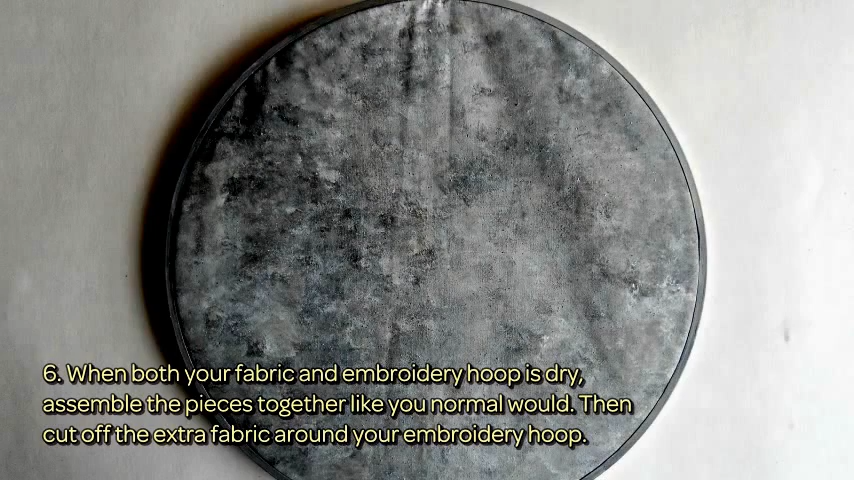 6. When both your fabric and embroidery hoop is dry,
assemble the pieces together like you normal would. Then
cut off the extra fabric around your embroidery hoop.